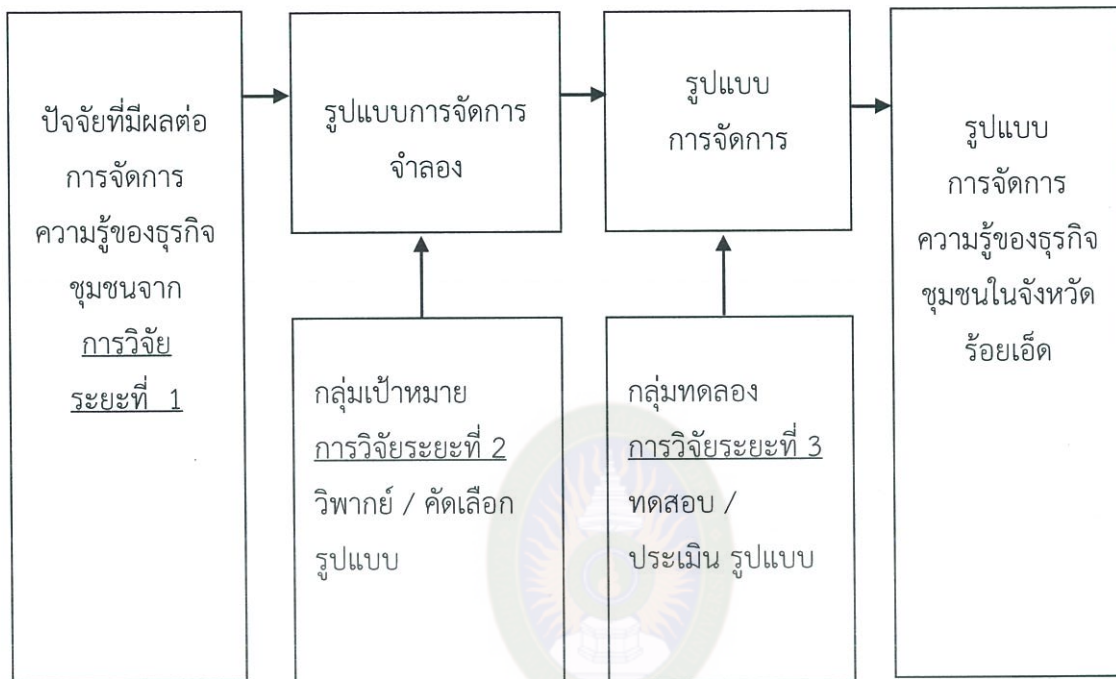 ปัจจัยที่มีผลต่อ
การจัดการ
ความรู้ของธุรกิจ
ชุมชนจาก
การวิจัย
ระยะที่ 1
รูปแบบการจัดการ
จำลอง
รูปแบบ
การจัดการ
รูปแบบ
การจัดการ
ความรู้ของธุรกิจ
ชุมชนในจังหวัด
ร้อยเอ็ด
กลุ่มเป้าหมาย
การวิจัยระยะที่ 2
วิพากย์ / คัดเลือก
รูปแบบ
กลุ่มทดลอง
การวิจัยระยะที่ 3
ทดสอบ /
ประเมิน รูปแบบ